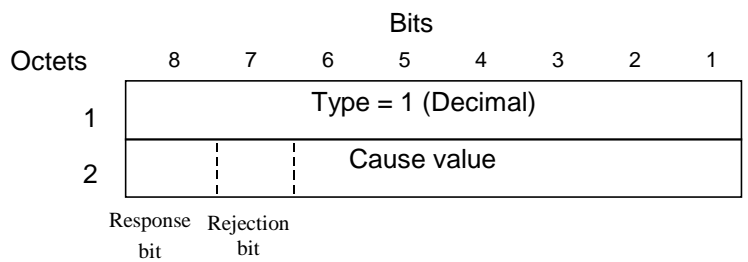 Bits
Octets 8 7 6 5 4 3 2 1
1 Type = 1 (Decimal)
2 Cause value
Response Rejection
bit bit